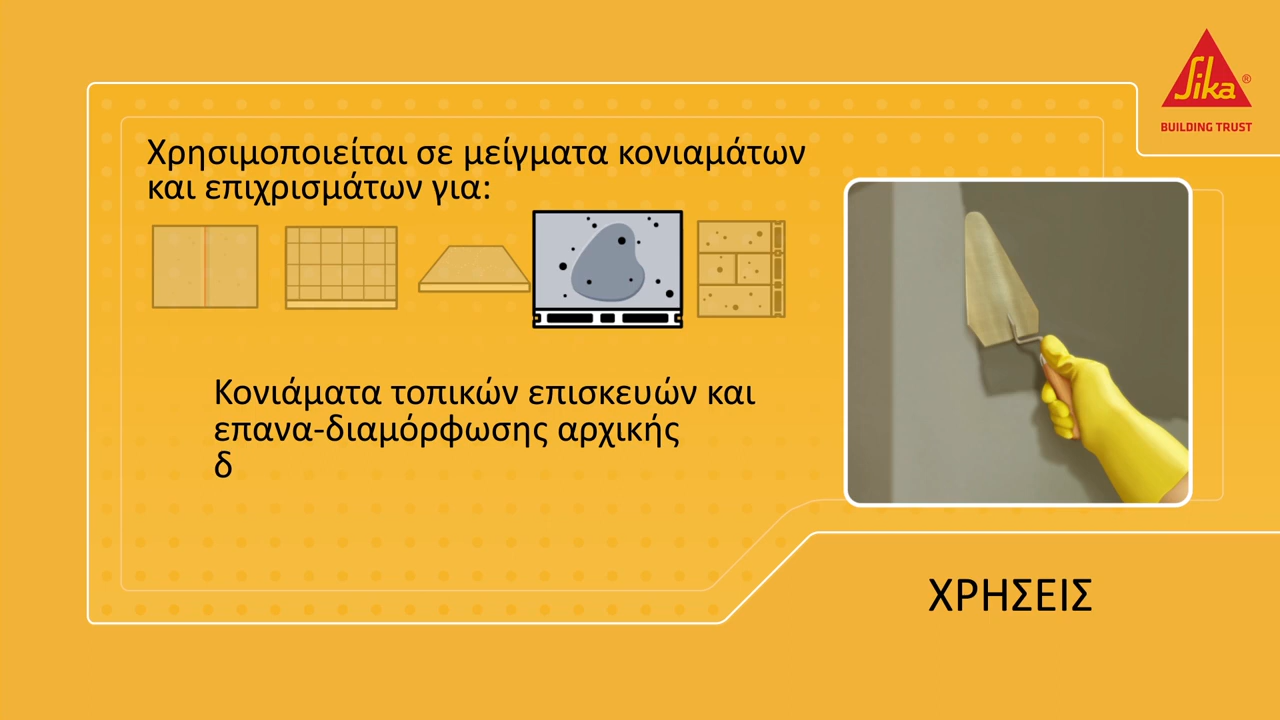 Sika®
BUILDING TRUST
Χρησιμοποιείται σε μείγματα κονιαμάτων
και επιχρισμάτων για:
Κονιάματα τοπικών επισκευών και
επανα-διαμόρφωσης αρχικής
δ
ΧΡΗΣΕΙΣ